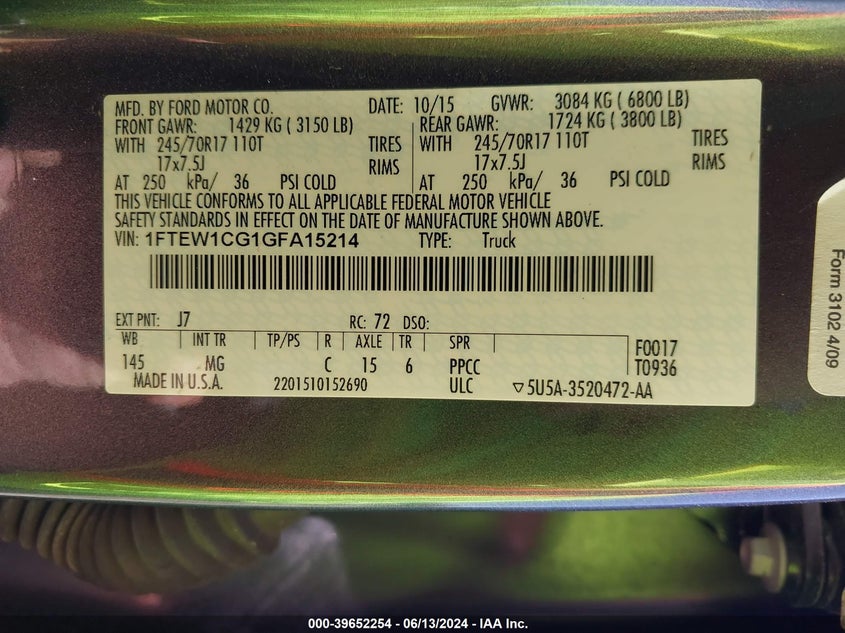 MFD. BY FORD MOTOR CO. DATE: 10/15 GVWR: 3084 KG ( 6800 LB)
FRONT GAWR: 1429 KG ( 3150 LB) REAR GAWR: 1724 KG ( 3800 LB)
WITH 245/70R17 110T TIRES WITH 245/70R17 110T TIRES
17x7.5J RIMS 17x7.5J RIMS
AT 250 kPa/ 36 PSI COLD AT 250 kPa/ 36 PSI COLD
THIS VEHICLE CONFORMS TO ALL APPLICABLE FEDERAL MOTOR VEHICLE
SAFETY STANDARDS IN EFFECT ON THE DATE OF MANUFACTURE SHOWN ABOVE.
VIN: 1FTEW1CG1GFA15214 TYPE: Truck
EXT PNT: J7 RC: 72 DSO:
WB INT TR TP/PS R AXLE TR SPR F0017
145 MG C 15 6 PPCC T0936
MADE IN U.S.A. 2201510152690 ULC ▽5U5A-3520472-AA
Form 3102 4/09
000-39652254 - 06/13/2024 - IAA Inc.